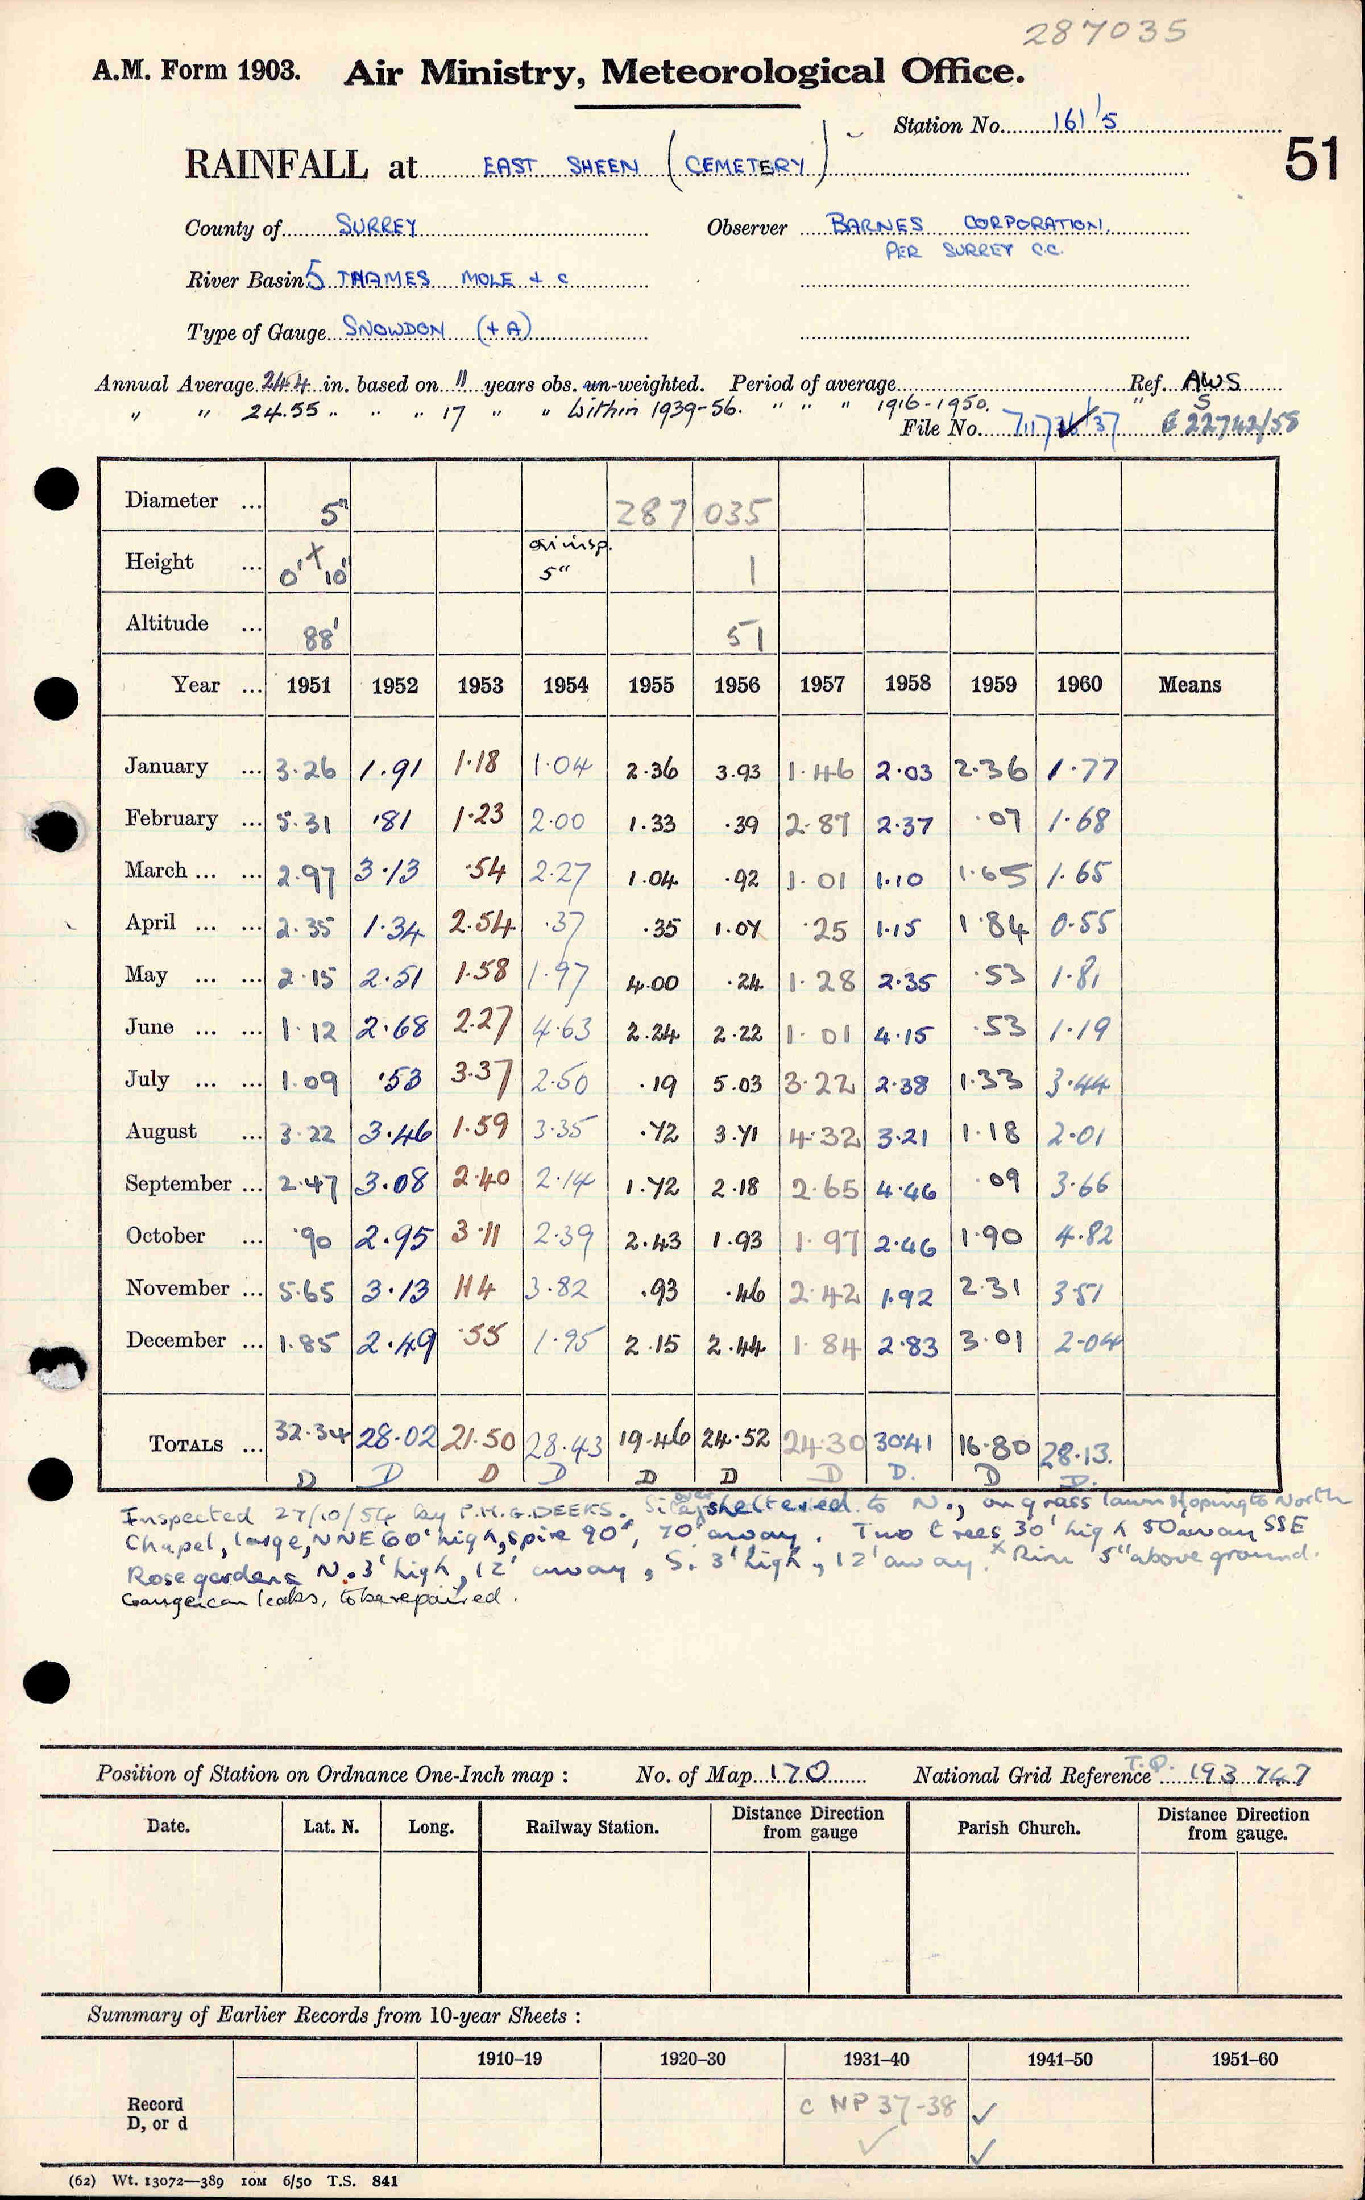 287035
A.M. Form 1903. Air Ministry, Meteorological Office.
Station No. 161/5
51
RAINFALL at EAST SHEEN (CEMETERY)
County of SURREY Observer BARNES CORPORATION,
PER SURREY C.C.
River Basin 5 THAMES MOLE + C
Type of Gauge SNOWDON (+A)
Annual Average 24.4 in. based on 11 years obs. un-weighted. Period of average Ref. AWS
" " 24.55 " " " 17 " " Within 1939-56. " " " 1916-1950. " S
File No. E 22742/58
Diameter ... 5" 287 035
Height ... 0' 10" x on insp. 5" 1
Altitude ... 88' 51
Year ... 1951 1952 1953 1954 1955 1956 1957 1958 1959 1960 Means
January ... 3.26 1.91 1.18 1.04 2.36 3.93 1.46 2.03 2.36 1.77
February ... 5.31 .81 1.23 2.00 1.33 .39 2.87 2.37 .07 1.68
March ... ... 2.97 3.13 .54 2.27 1.04 .92 1.01 1.10 1.65 1.65
April ... ... 2.35 1.34 2.54 .37 .35 1.07 .25 1.15 1.84 0.55
May ... ... 2.15 2.51 1.58 1.97 4.00 .24 1.28 2.35 .53 1.81
June ... ... 1.12 2.68 2.27 4.63 2.24 2.22 1.01 4.15 .53 1.19
July ... ... 1.09 .53 3.37 2.50 .19 5.03 3.22 2.38 1.33 3.44
August ... 3.22 3.46 1.59 3.35 .72 3.71 4.32 3.21 1.18 2.01
September ... 2.47 3.08 2.40 2.14 1.72 2.18 2.65 4.46 .09 3.66
October ... .90 2.95 3.11 2.39 2.43 1.93 1.97 2.46 1.90 4.82
November ... 5.65 3.13 1.14 3.82 .93 .46 2.42 1.92 2.31 3.51
December ... 1.85 2.49 .55 1.95 2.15 2.44 1.84 2.83 3.01 2.04
TOTALS ... 32.34 28.02 21.50 28.43 19.46 24.52 24.30 30.41 16.80 28.13.
D D D D D D D D. D D.
Inspected 27/10/54 by P.H.G.DEEKS. Site over sheltered to N., on grass lawn sloping to North
Chapel, large, NNE 60' high, spire 90', 70' away. Two trees 30' high 50' away SSE
Rose gardens N. 3' high, 12' away, S. 3' high, 12' away. x Rim 5" above ground.
Gauge can leaks, to be repaired.
Position of Station on Ordnance One-Inch map : No. of Map 170 National Grid Reference T.Q. 193 747
Date. Lat. N. Long. Railway Station. Distance Direction from gauge Parish Church. Distance Direction from gauge.
Summary of Earlier Records from 10-year Sheets :
1910–19 1920–30 1931–40 1941–50 1951–60
Record
D, or d
C NP 37-38 ✓
✓ ✓
(62) Wt. 13072—389 10M 6/50 T.S. 841